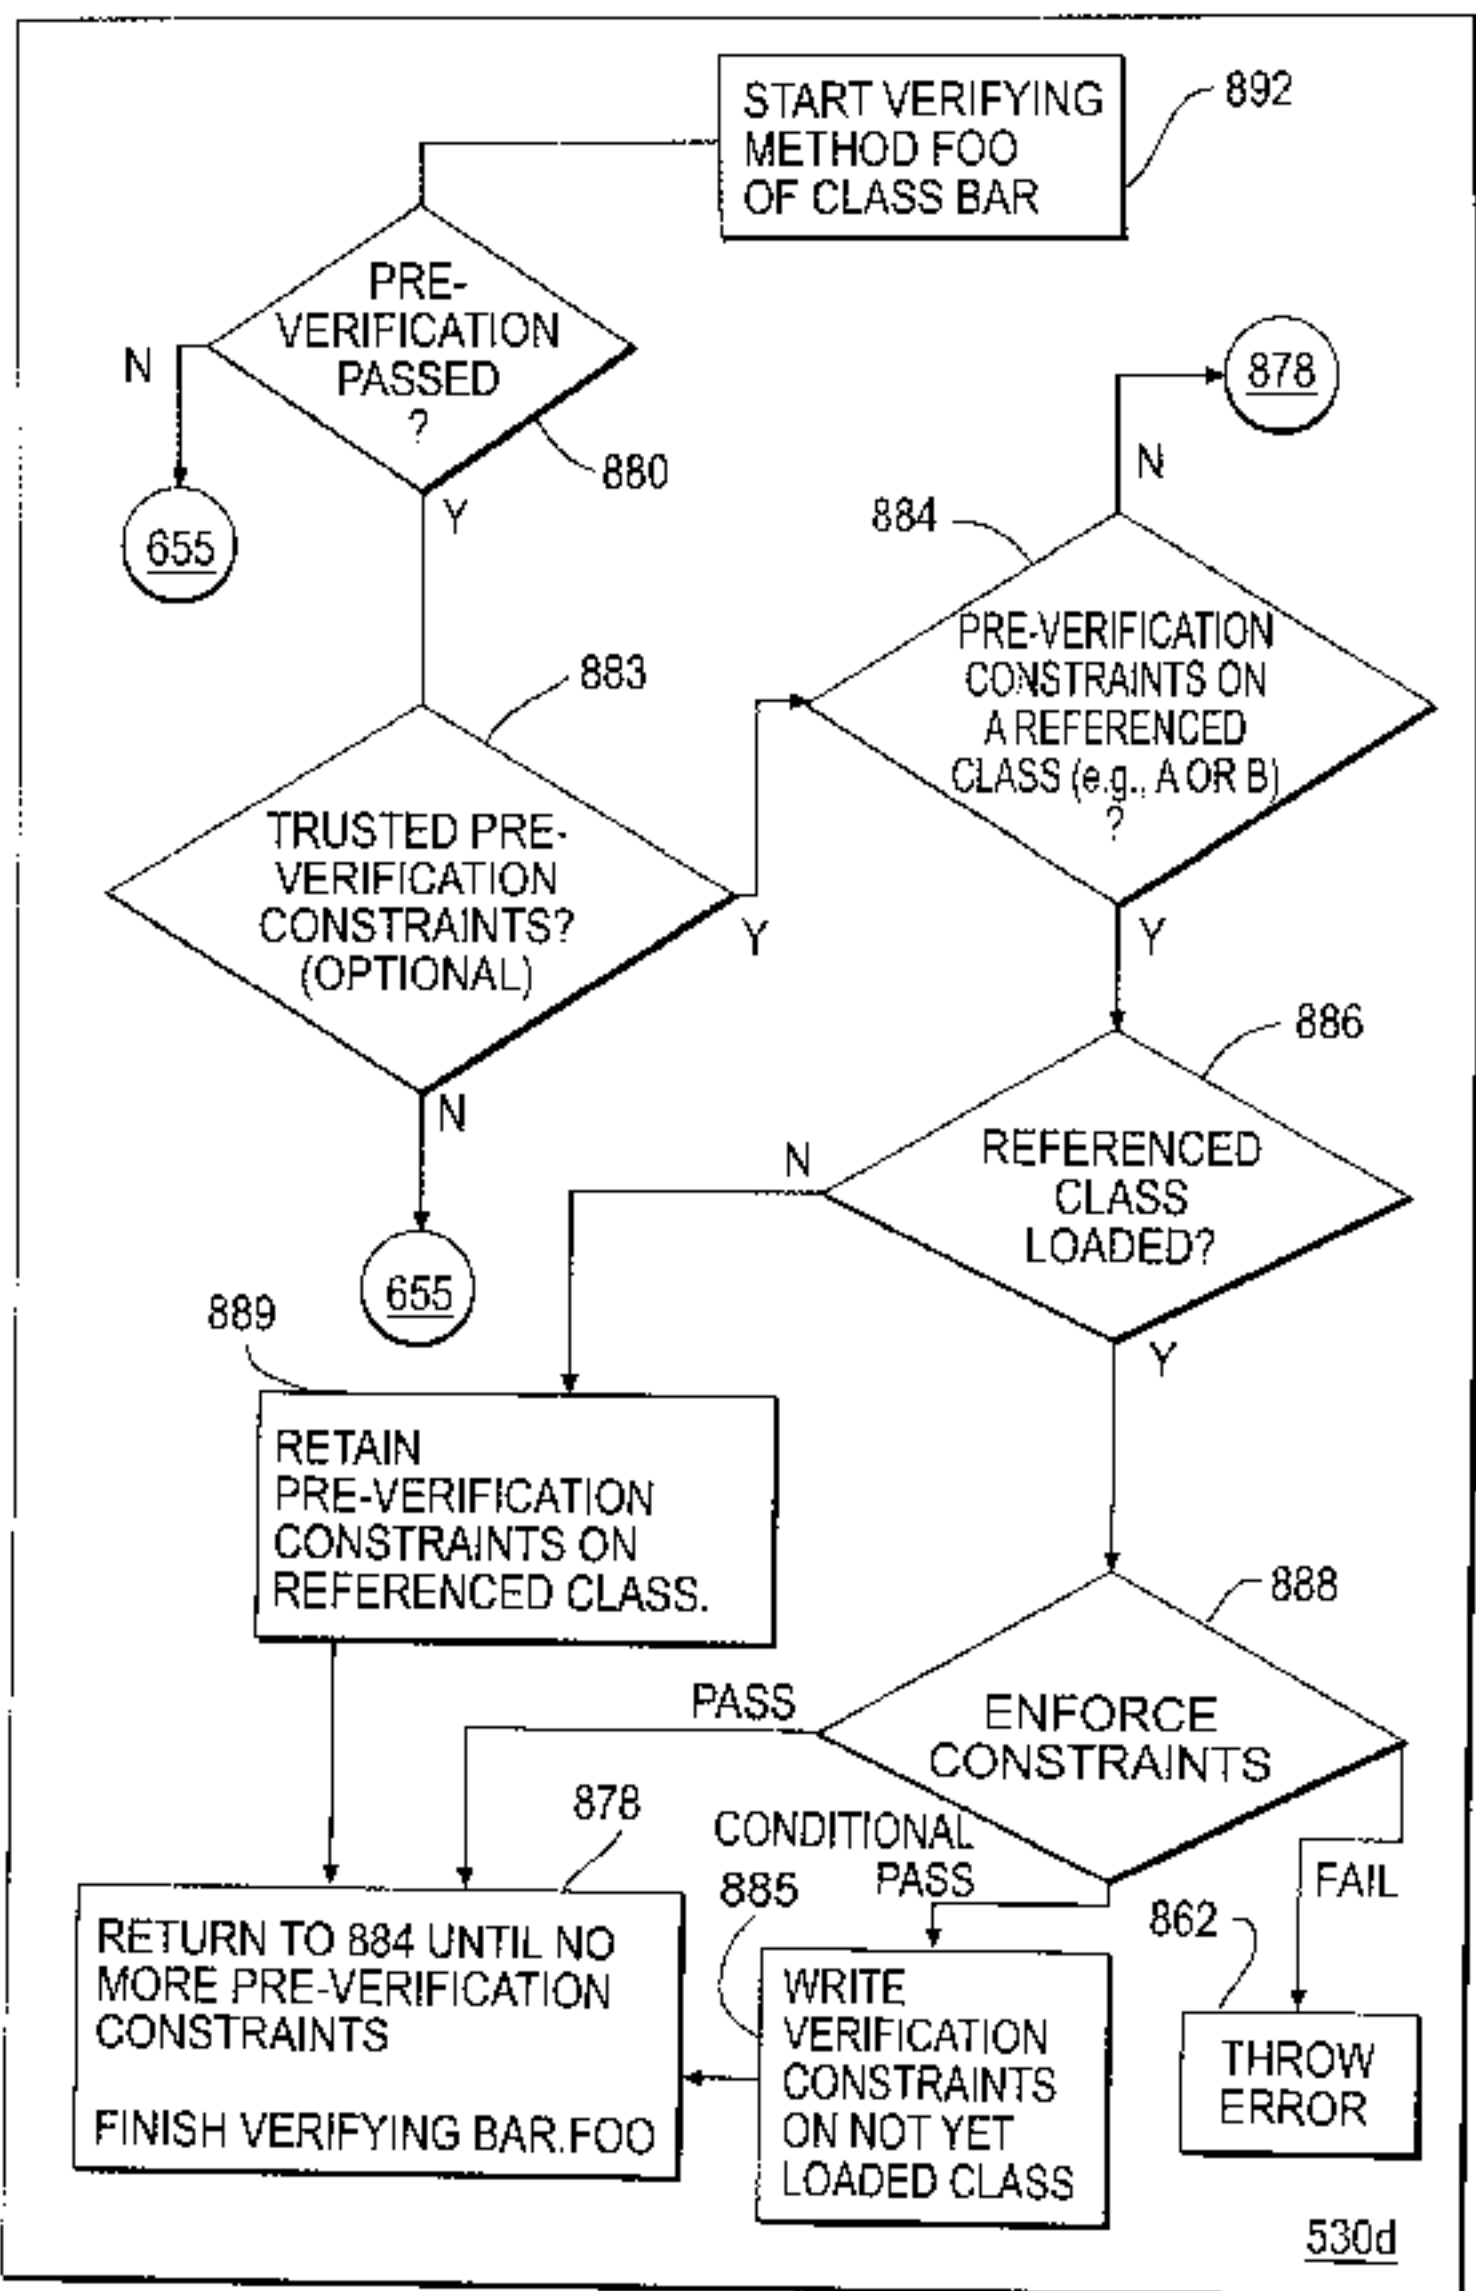 START VERIFYING
METHOD FOO
OF CLASS BAR
892
PRE-
VERIFICATION
PASSED
?
N
880
Y
655
878
N
884
PRE-VERIFICATION
CONSTRAINTS ON
A REFERENCED
CLASS (e.g., A OR B)
?
Y
883
TRUSTED PRE-
VERIFICATION
CONSTRAINTS?
(OPTIONAL)
Y
N
655
886
REFERENCED
CLASS
LOADED?
N
Y
889
RETAIN
PRE-VERIFICATION
CONSTRAINTS ON
REFERENCED CLASS.
888
ENFORCE
CONSTRAINTS
PASS
CONDITIONAL
PASS
FAIL
878
RETURN TO 884 UNTIL NO
MORE PRE-VERIFICATION
CONSTRAINTS
FINISH VERIFYING BAR.FOO
885
WRITE
VERIFICATION
CONSTRAINTS
ON NOT YET
LOADED CLASS
862
THROW
ERROR
530d